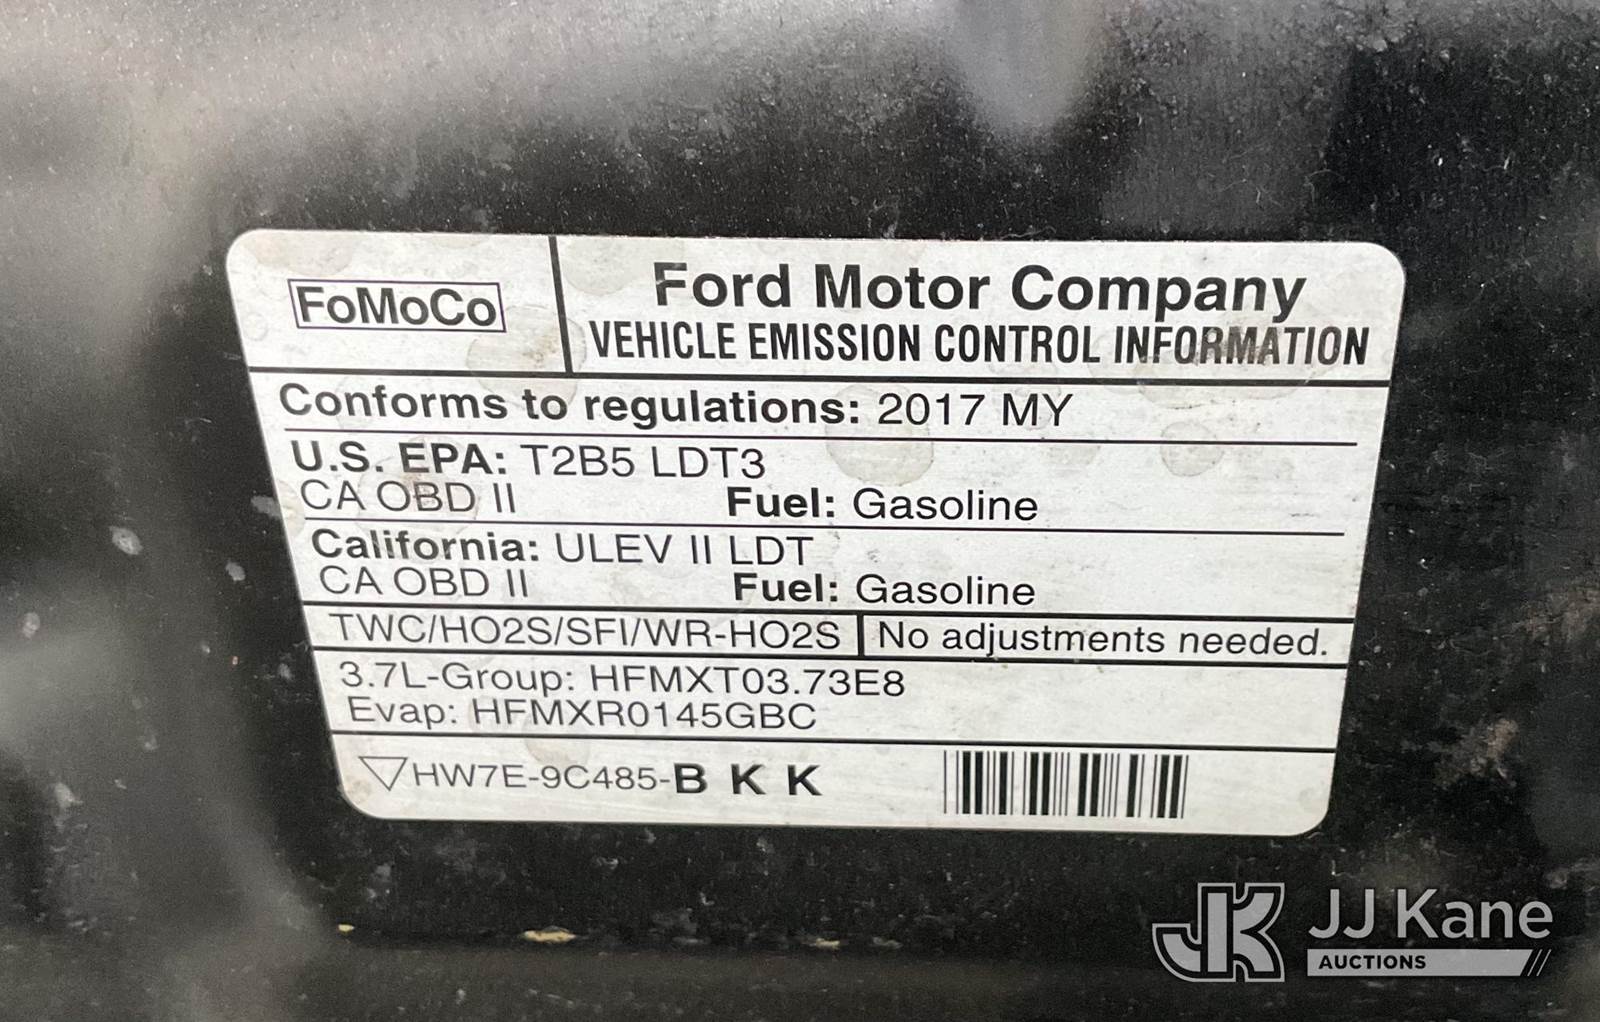 FoMoCo
Ford Motor Company
VEHICLE EMISSION CONTROL INFORMATION
Conforms to regulations: 2017 MY
U.S. EPA: T2B5 LDT3
CA OBD II Fuel: Gasoline
California: ULEV II LDT
CA OBD II Fuel: Gasoline
TWC/HO2S/SFI/WR-HO2S No adjustments needed.
3.7L-Group: HFMXT03.73E8
Evap: HFMXR0145GBC
HW7E-9C485-B K K
JK JJ Kane
AUCTIONS